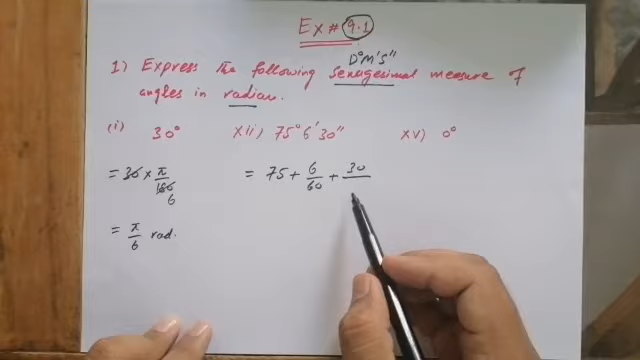 Ex # 9.1
D° M' S"
1) Express the following sexagesimal measure of
angles in radian.
(i) 30° xii) 75° 6' 30" xv) 0°
= 30 × π/180 6 = 75 + 6/60 + 30/
= π/6 rad.